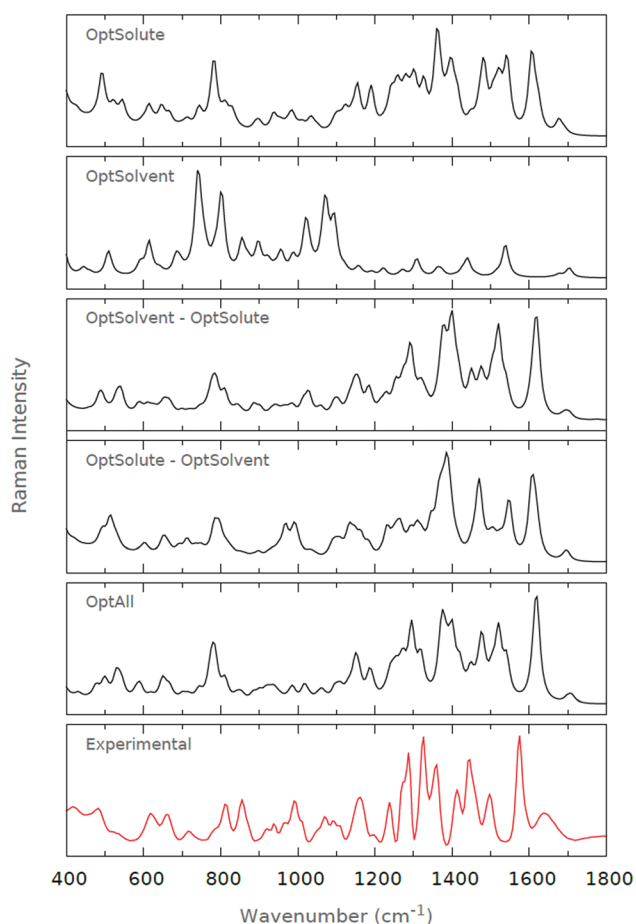 OptSolute
OptSolvent
OptSolvent - OptSolute
OptSolute - OptSolvent
OptAll
Experimental
Raman Intensity
400 600 800 1000 1200 1400 1600 1800
Wavenumber (cm⁻¹)